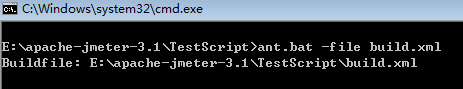 C:\Windows\system32\cmd.exe
E:\apache-jmeter-3.1\TestScript>ant.bat -file build.xml
Buildfile: E:\apache-jmeter-3.1\TestScript\build.xml